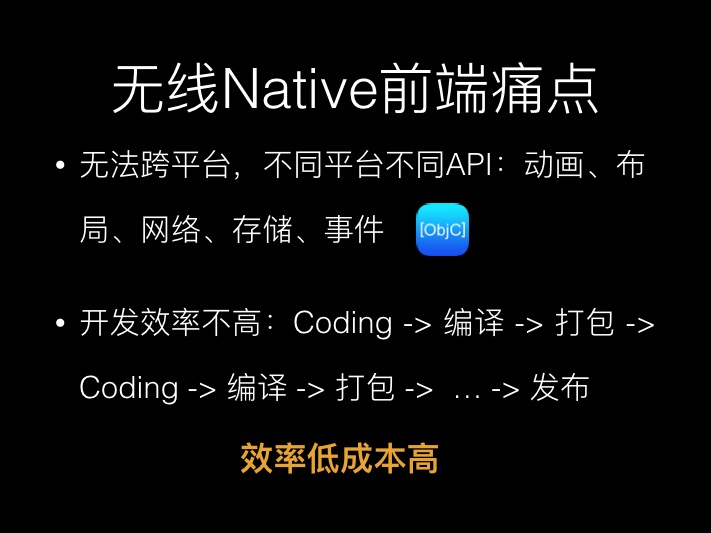 无线Native前端痛点
• 无法跨平台，不同平台不同API：动画、布
局、网络、存储、事件
[ObjC]
• 开发效率不高：Coding -> 编译 -> 打包 ->
Coding -> 编译 -> 打包 -> … -> 发布
效率低成本高